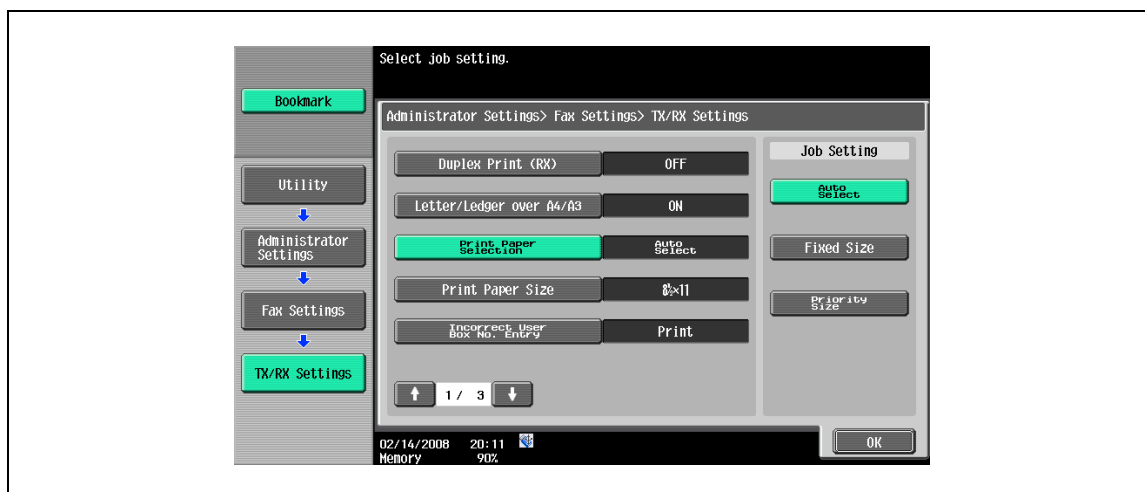 Select job setting.
Bookmark
Administrator Settings> Fax Settings> TX/RX Settings
Utility
Administrator
Settings
Fax Settings
TX/RX Settings
Duplex Print (RX)
OFF
Letter/Ledger over A4/A3
ON
Print Paper
Selection
Auto
Select
Print Paper Size
8½×11
Incorrect User
Box No. Entry
Print
1/ 3
Job Setting
Auto
Select
Fixed Size
Priority
Size
02/14/2008 20:11
Memory 90%
OK